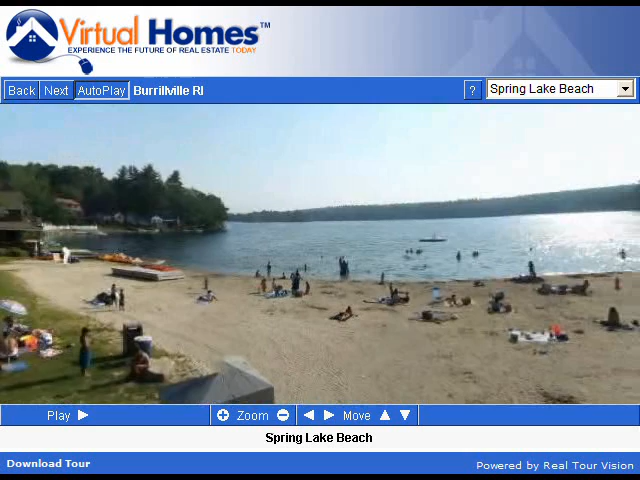 Virtual Homes™
EXPERIENCE THE FUTURE OF REAL ESTATE TODAY
Back Next AutoPlay Burrillville RI ? Spring Lake Beach
Play Zoom Move
Spring Lake Beach
Download Tour Powered by Real Tour Vision